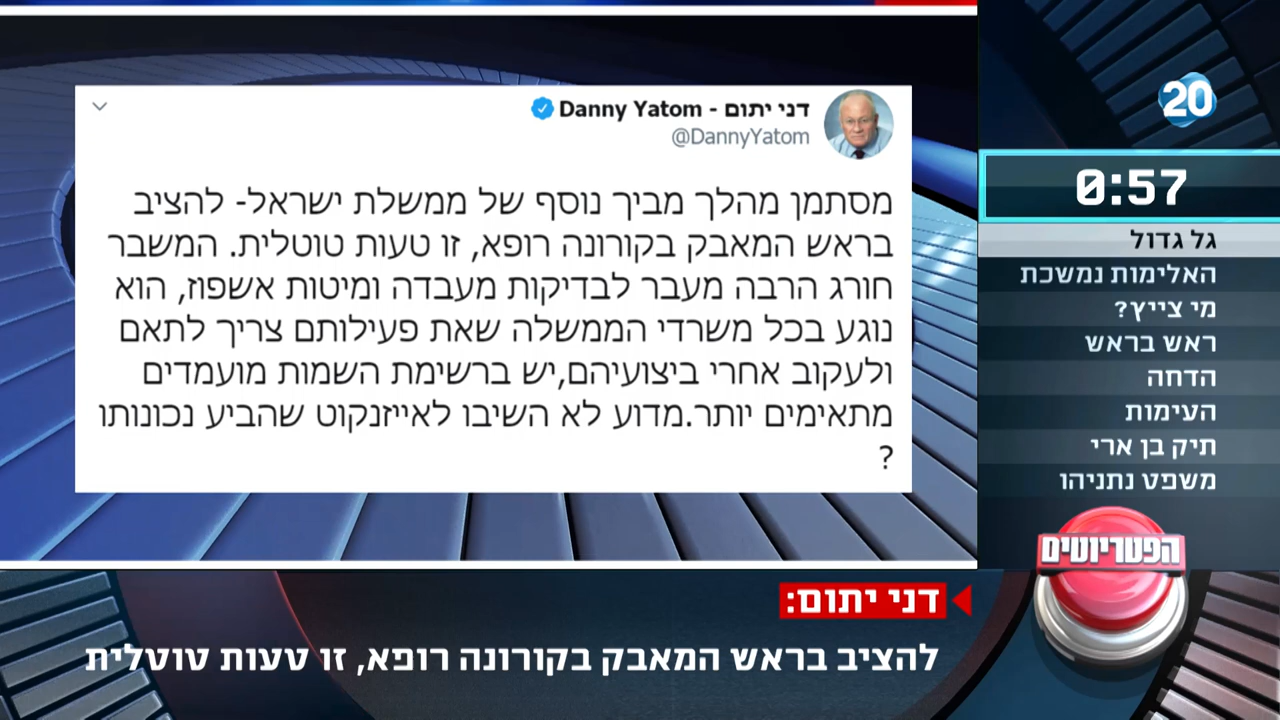 דני יתום - Danny Yatom
@DannyYatom
מסתמן מהלך מביך נוסף של ממשלת ישראל- להציב
בראש המאבק בקורונה רופא, זו טעות טוטלית. המשבר
חורג הרבה מעבר לבדיקות מעבדה ומיטות אשפוז, הוא
נוגע בכל משרדי הממשלה שאת פעילותם צריך לתאם
ולעקוב אחרי ביצועיהם,יש ברשימת השמות מועמדים
מתאימים יותר.מדוע לא השיבו לאייזנקוט שהביע נכונותו
?
20
0:57
גל גדול
האלימות נמשכת
מי צייץ?
ראש בראש
הדחה
העימות
תיק בן ארי
משפט נתניהו
הפטריוטים
דני יתום:
להציב בראש המאבק בקורונה רופא, זו טעות טוטלית